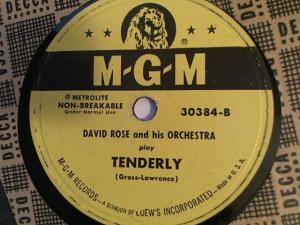 M-G-M
® METROLITE
NON-BREAKABLE
Under Normal Use
30384-B
DAVID ROSE and his ORCHESTRA
play
TENDERLY
(Gross-Lawrence)
M-G-M RECORDS—A DIVISION OF LOEW'S INCORPORATED—Made in U.S.A.
DECCA
DECCA
DECCA